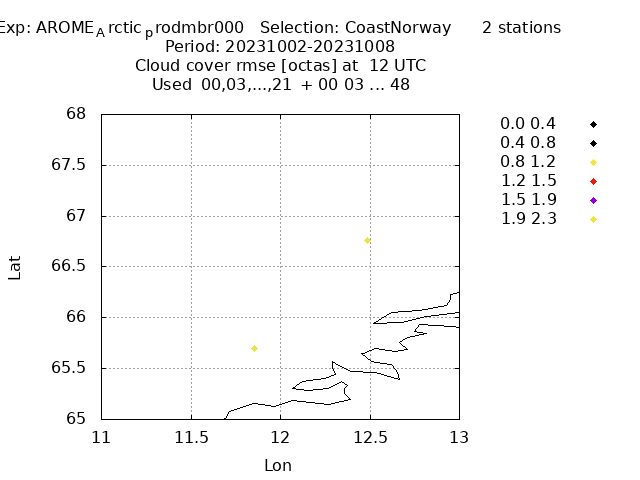 Exp: AROME_Arctic_prodmbr000   Selection: CoastNorway      2 stations
Period: 20231002-20231008
Cloud cover rmse [octas] at  12 UTC
Used  00,03,...,21  + 00 03 ... 48
0.0 0.4
0.4 0.8
0.8 1.2
1.2 1.5
1.5 1.9
1.9 2.3
68
67.5
67
66.5
66
65.5
65
Lat
11 11.5 12 12.5 13
Lon